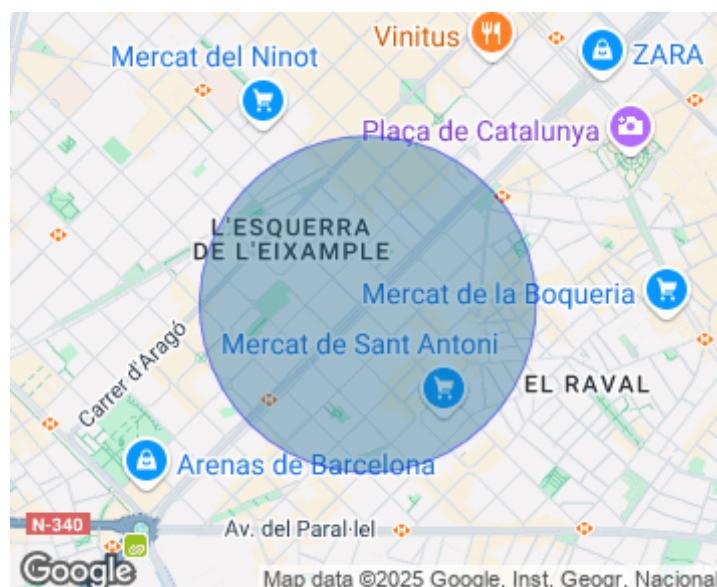 Vinitus
ZARA
Mercat del Ninot
Plaça de Catalunya
L'ESQUERRA
DE L'EIXAMPLE
Mercat de la Boqueria
Mercat de Sant Antoni
EL RAVAL
Carrer d'Aragó
Arenas de Barcelona
N-340
Av. del Paral·lel
Google
Map data ©2025 Google, Inst. Geogr. Nacional